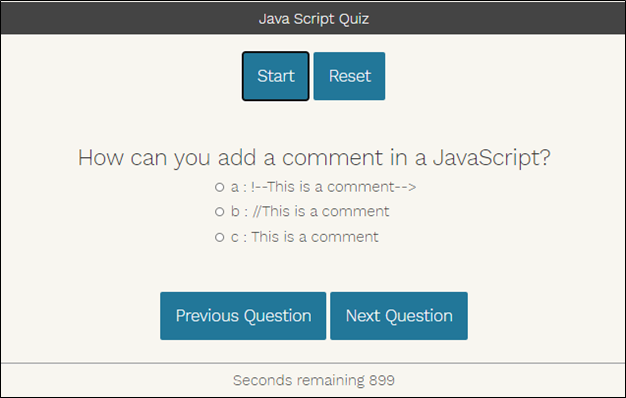 Java Script Quiz
Start Reset
How can you add a comment in a JavaScript?
a : !--This is a comment-->
b : //This is a comment
c : This is a comment
Previous Question Next Question
Seconds remaining 899